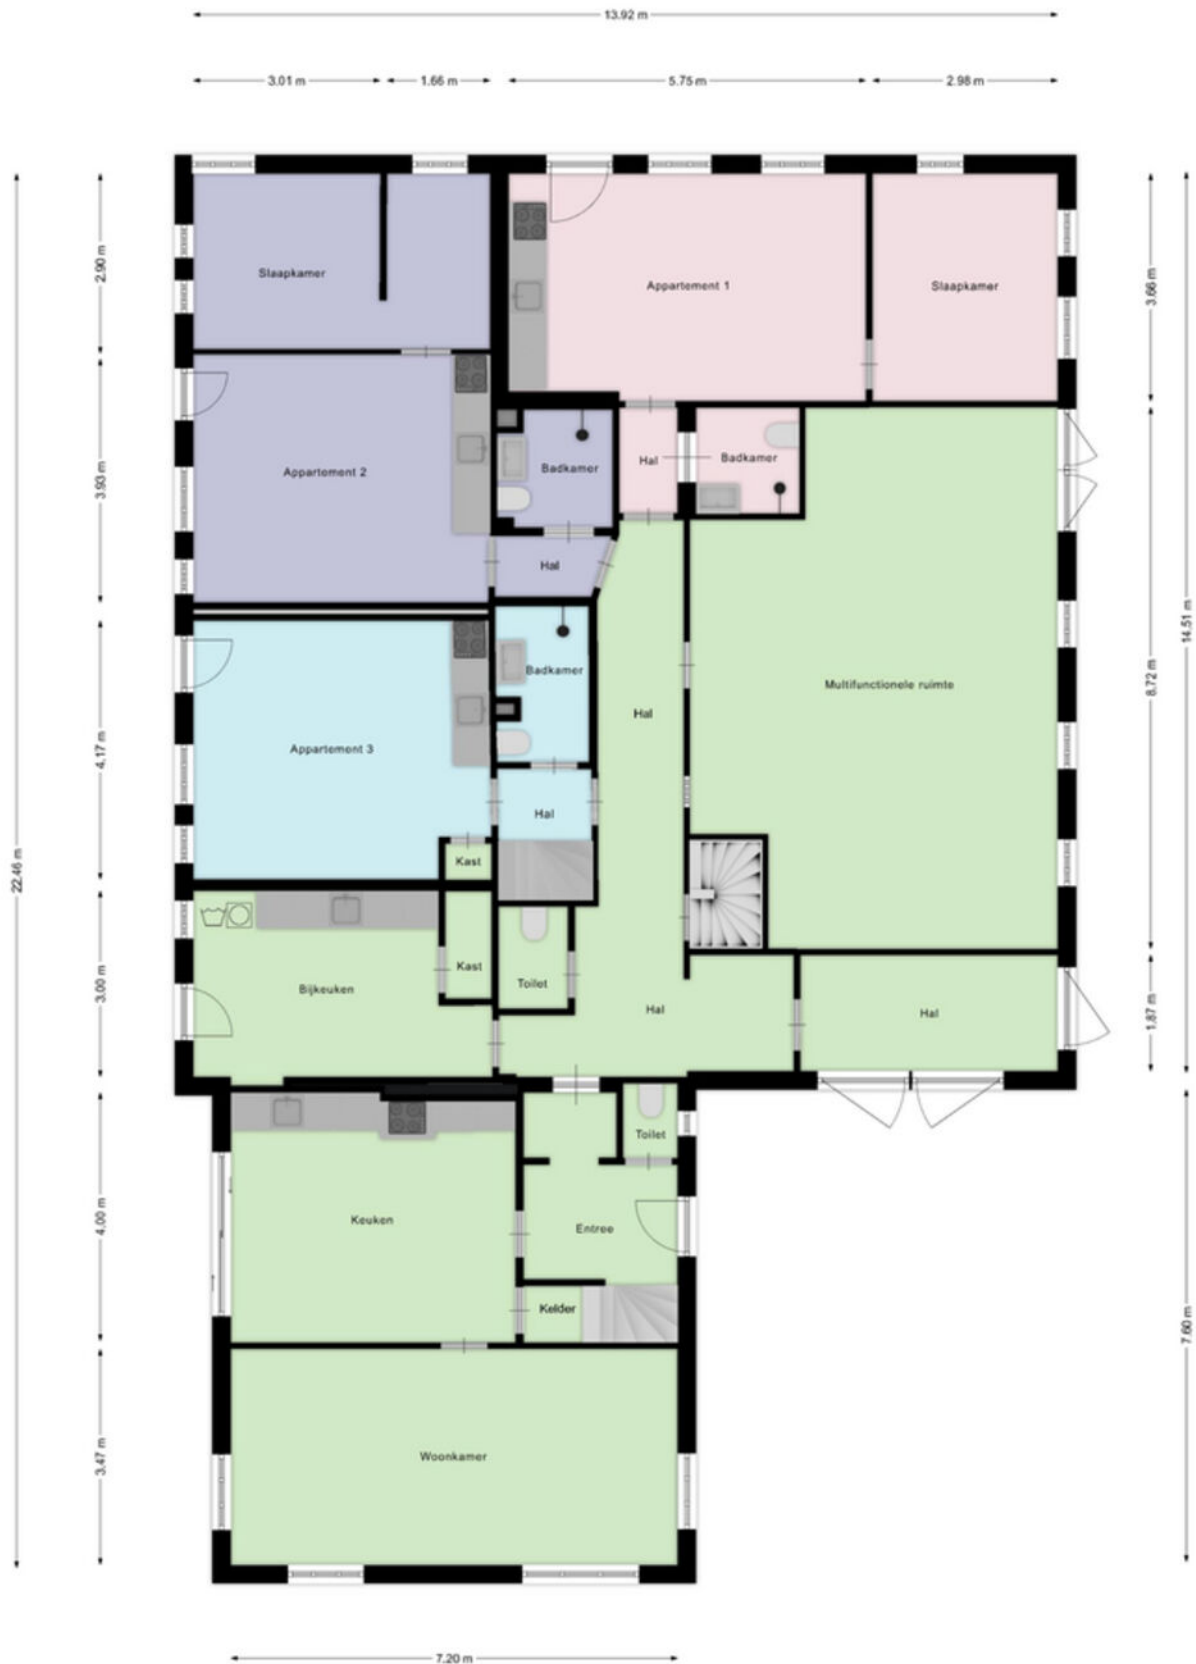 13.92 m
3.01 m
1.66 m
5.75 m
2.98 m
2.90 m
3.93 m
4.17 m
3.00 m
4.00 m
3.47 m
22.46 m
3.66 m
8.72 m
1.87 m
14.51 m
7.60 m
Slaapkamer
Appartement 1
Slaapkamer
Appartement 2
Badkamer
Hal
Badkamer
Hal
Badkamer
Multifunctionele ruimte
Hal
Appartement 3
Hal
Kast
Kast
Toilet
Bijkeuken
Hal
Hal
Toilet
Keuken
Entree
Kelder
Woonkamer
7.20 m